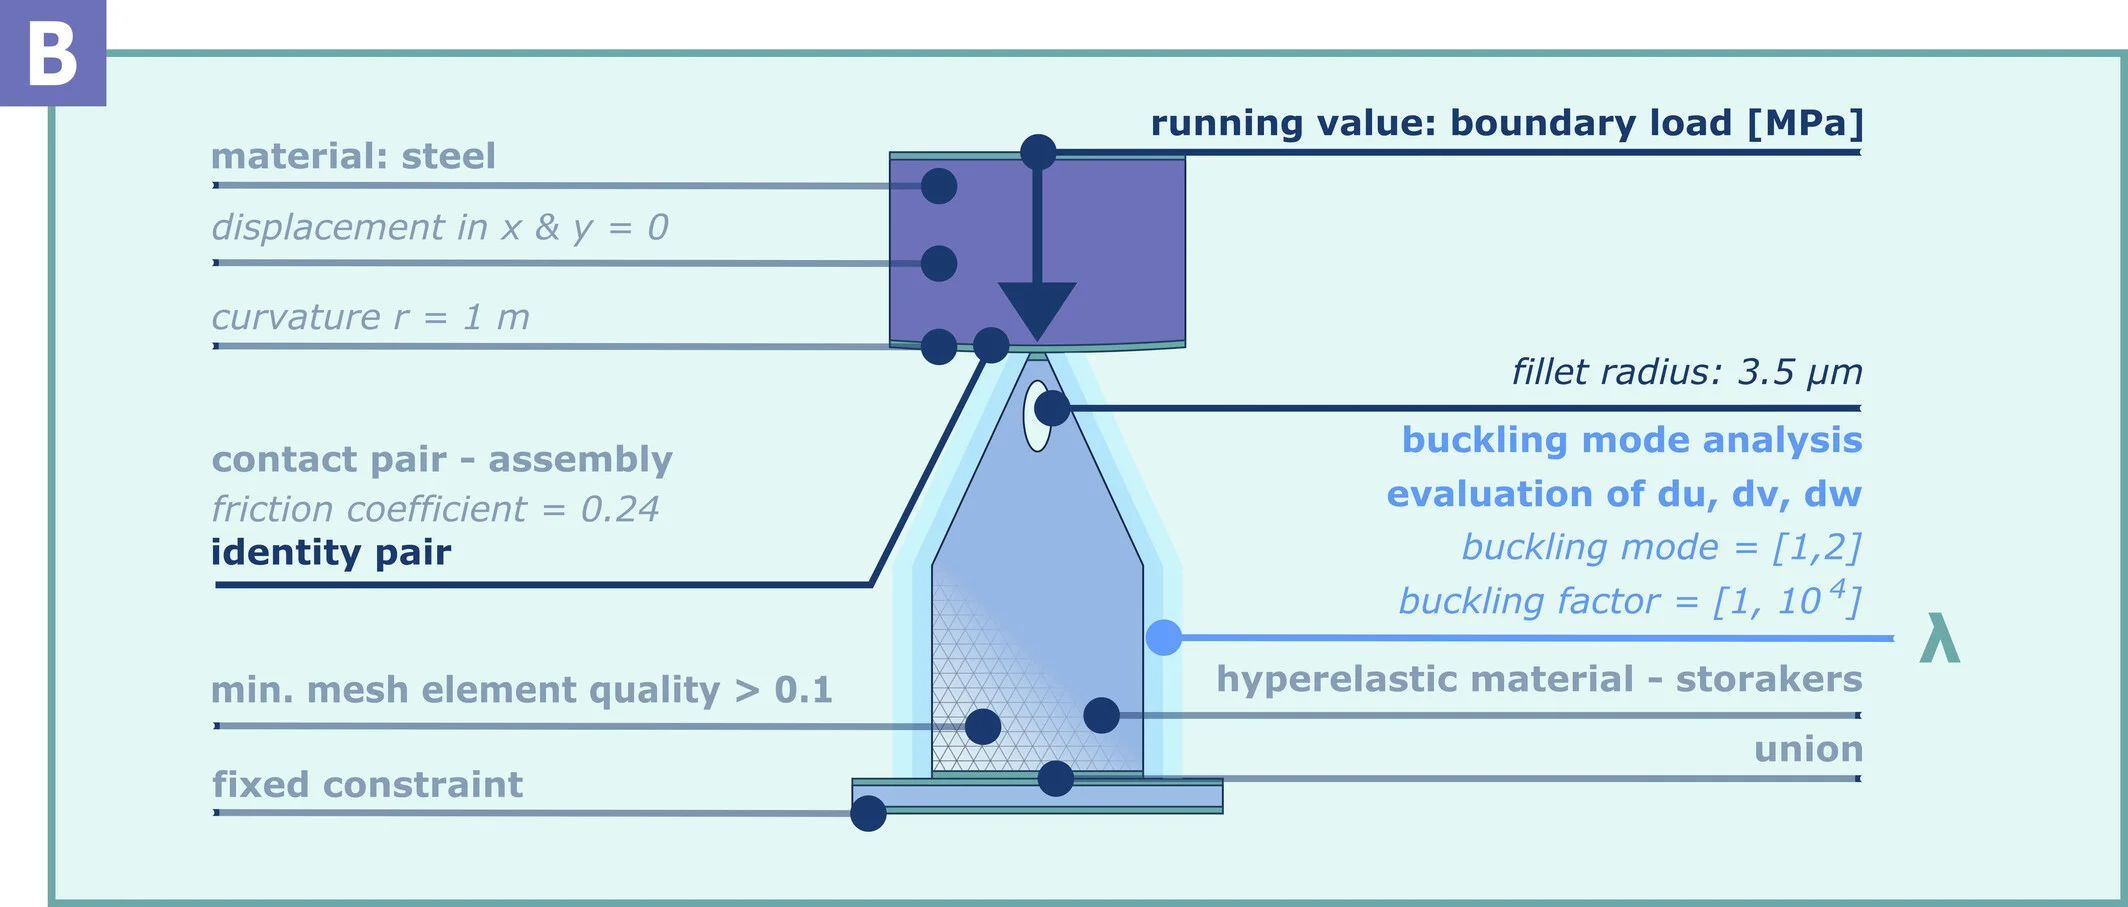 B
material: steel
displacement in x & y = 0
curvature r = 1 m
contact pair - assembly
friction coefficient = 0.24
identity pair
min. mesh element quality > 0.1
fixed constraint
running value: boundary load [MPa]
fillet radius: 3.5 µm
buckling mode analysis
evaluation of du, dv, dw
buckling mode = [1,2]
buckling factor = [1, 10⁴]
λ
hyperelastic material - storakers
union